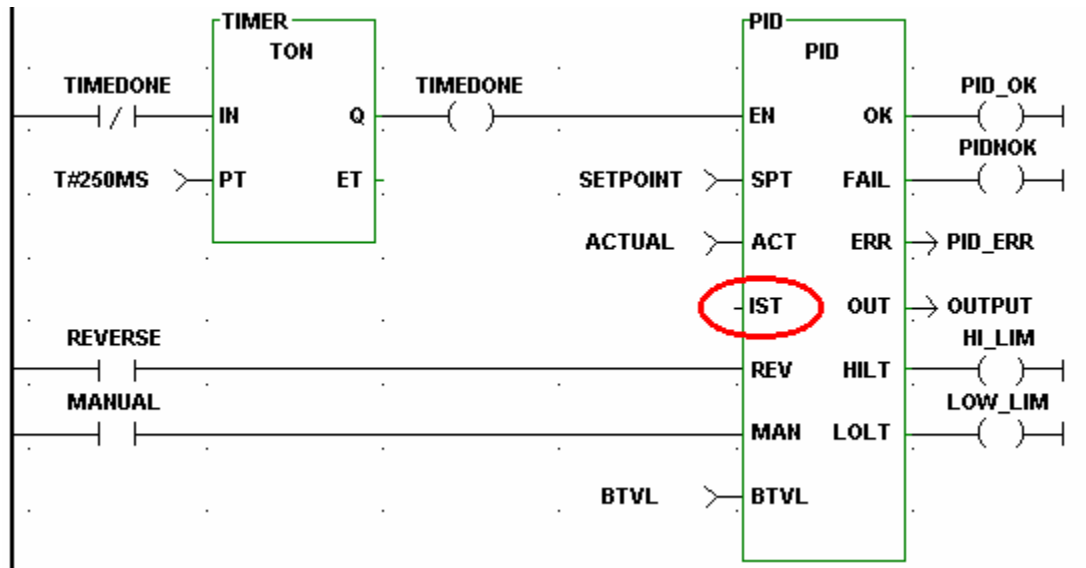 TIMER PID
TON PID
TIMEDONE TIMEDONE PID_OK
/ IN Q EN OK
PIDNOK
T#250MS PT ET SETPOINT SPT FAIL
ACTUAL ACT ERR PID_ERR
IST OUT OUTPUT
REVERSE HI_LIM
REV HILT
MANUAL LOW_LIM
MAN LOLT
BTVL BTVL